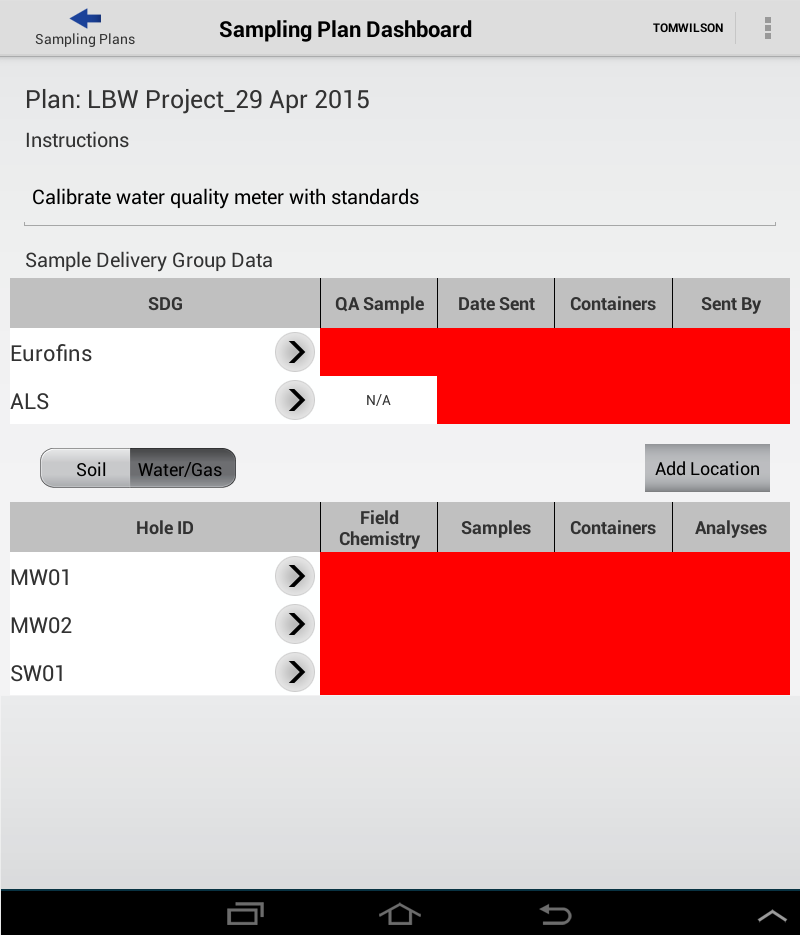 Sampling Plans
Sampling Plan Dashboard
TOMWILSON
Plan: LBW Project_29 Apr 2015
Instructions
Calibrate water quality meter with standards
Sample Delivery Group Data
SDG
QA Sample
Date Sent
Containers
Sent By
Eurofins
ALS
N/A
Soil
Water/Gas
Add Location
Hole ID
Field
Chemistry
Samples
Containers
Analyses
MW01
MW02
SW01